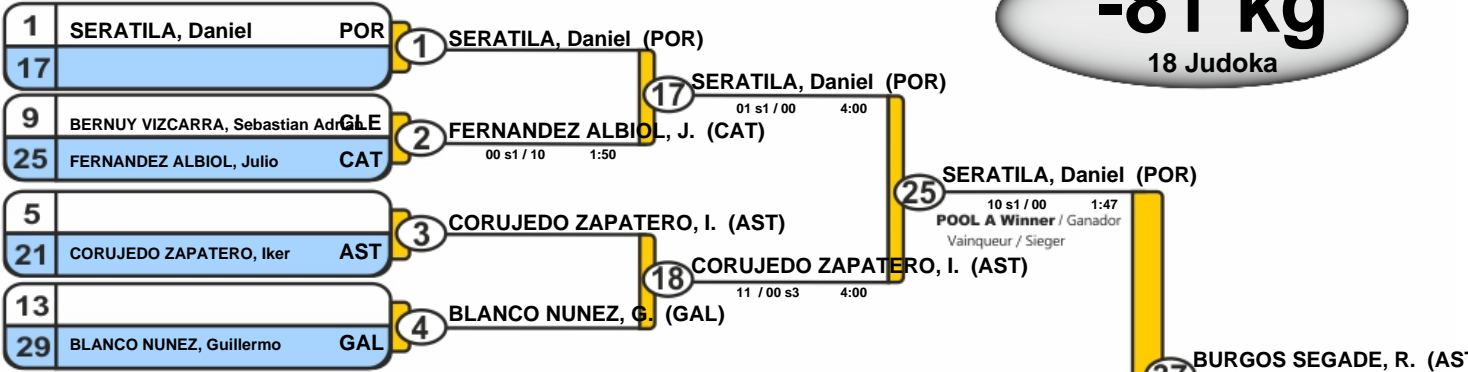 -81 kg
18 Judoka
1 SERATILA, Daniel POR
17
1 SERATILA, Daniel (POR)
9 BERNUY VIZCARRA, Sebastian Adrian CLE
25 FERNANDEZ ALBIOL, Julio CAT
2 FERNANDEZ ALBIOL, J. (CAT)
00 s1 / 10 1:50
17 SERATILA, Daniel (POR)
01 s1 / 00 4:00
5
21 CORUJEDO ZAPATERO, Iker AST
3 CORUJEDO ZAPATERO, I. (AST)
13
29 BLANCO NUNEZ, Guillermo GAL
4 BLANCO NUNEZ, G. (GAL)
18 CORUJEDO ZAPATERO, I. (AST)
11 / 00 s3 4:00
25 SERATILA, Daniel (POR)
10 s1 / 00 1:47
POOL A Winner / Ganador
Vainqueur / Sieger
BURGOS SEGADE, R. (AST